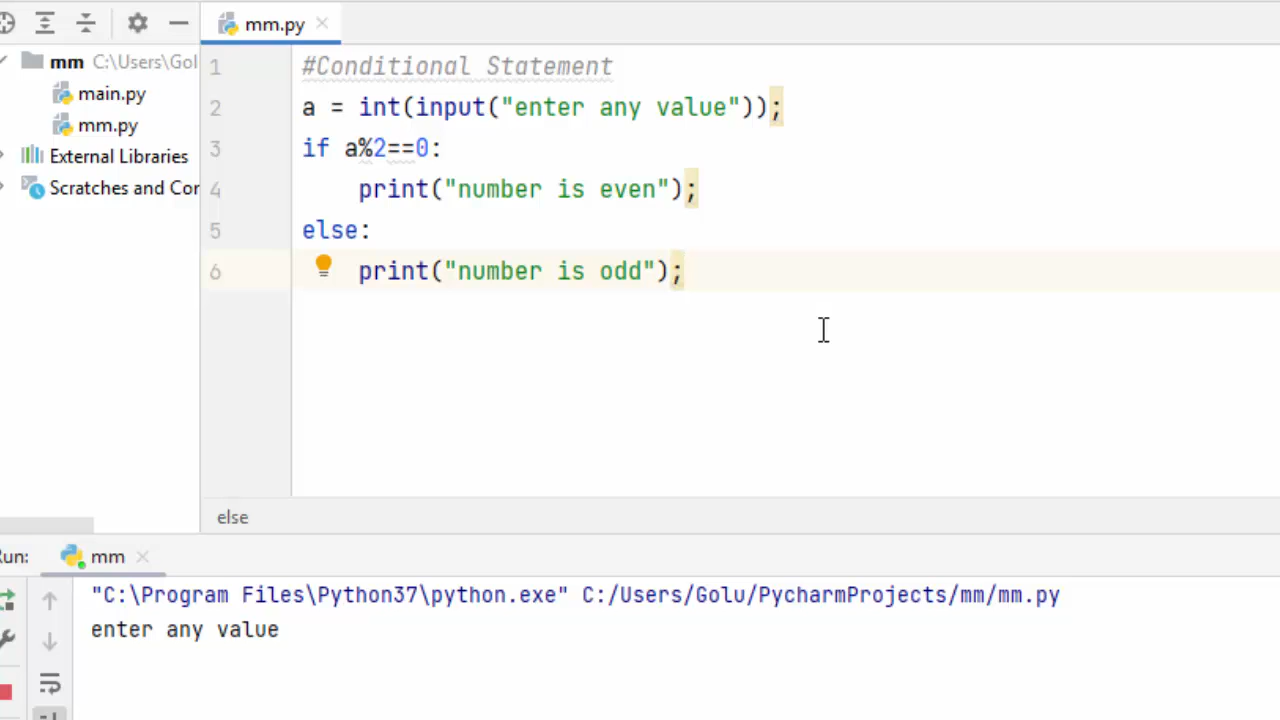 mm.py
mm C:\Users\Gol
main.py
mm.py
External Libraries
Scratches and Cor
1 #Conditional Statement
2 a = int(input("enter any value"));
3 if a%2==0:
4 print("number is even");
5 else:
6 print("number is odd");
else
Run: mm
"C:\Program Files\Python37\python.exe" C:/Users/Golu/PycharmProjects/mm/mm.py
enter any value